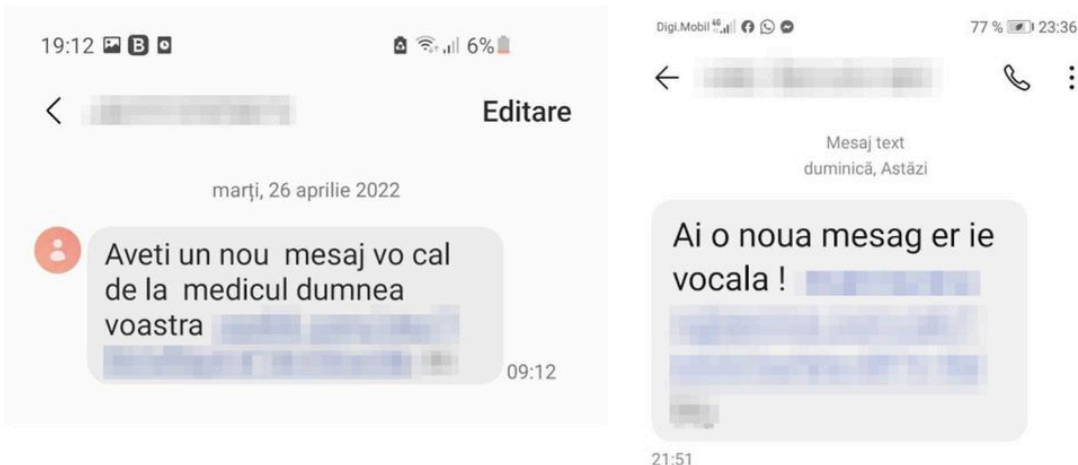 19:12 6%
Editare
marți, 26 aprilie 2022
Aveti un nou mesaj vo cal
de la medicul dumnea
voastra
09:12
Digi.Mobil 4G 77 % 23:36
Mesaj text
duminică, Astăzi
Ai o noua mesag er ie
vocala !
21:51